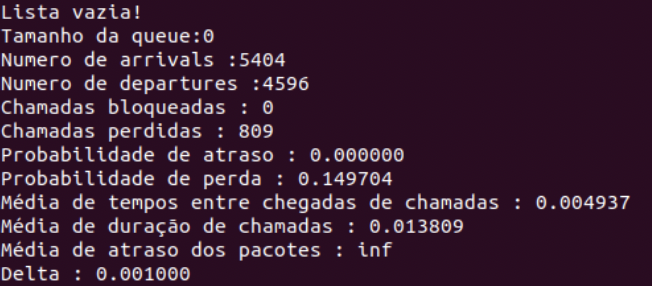 Lista vazia!
Tamanho da queue:0
Numero de arrivals :5404
Numero de departures :4596
Chamadas bloqueadas : 0
Chamadas perdidas : 809
Probabilidade de atraso : 0.000000
Probabilidade de perda : 0.149704
Média de tempos entre chegadas de chamadas : 0.004937
Média de duração de chamadas : 0.013809
Média de atraso dos pacotes : inf
Delta : 0.001000